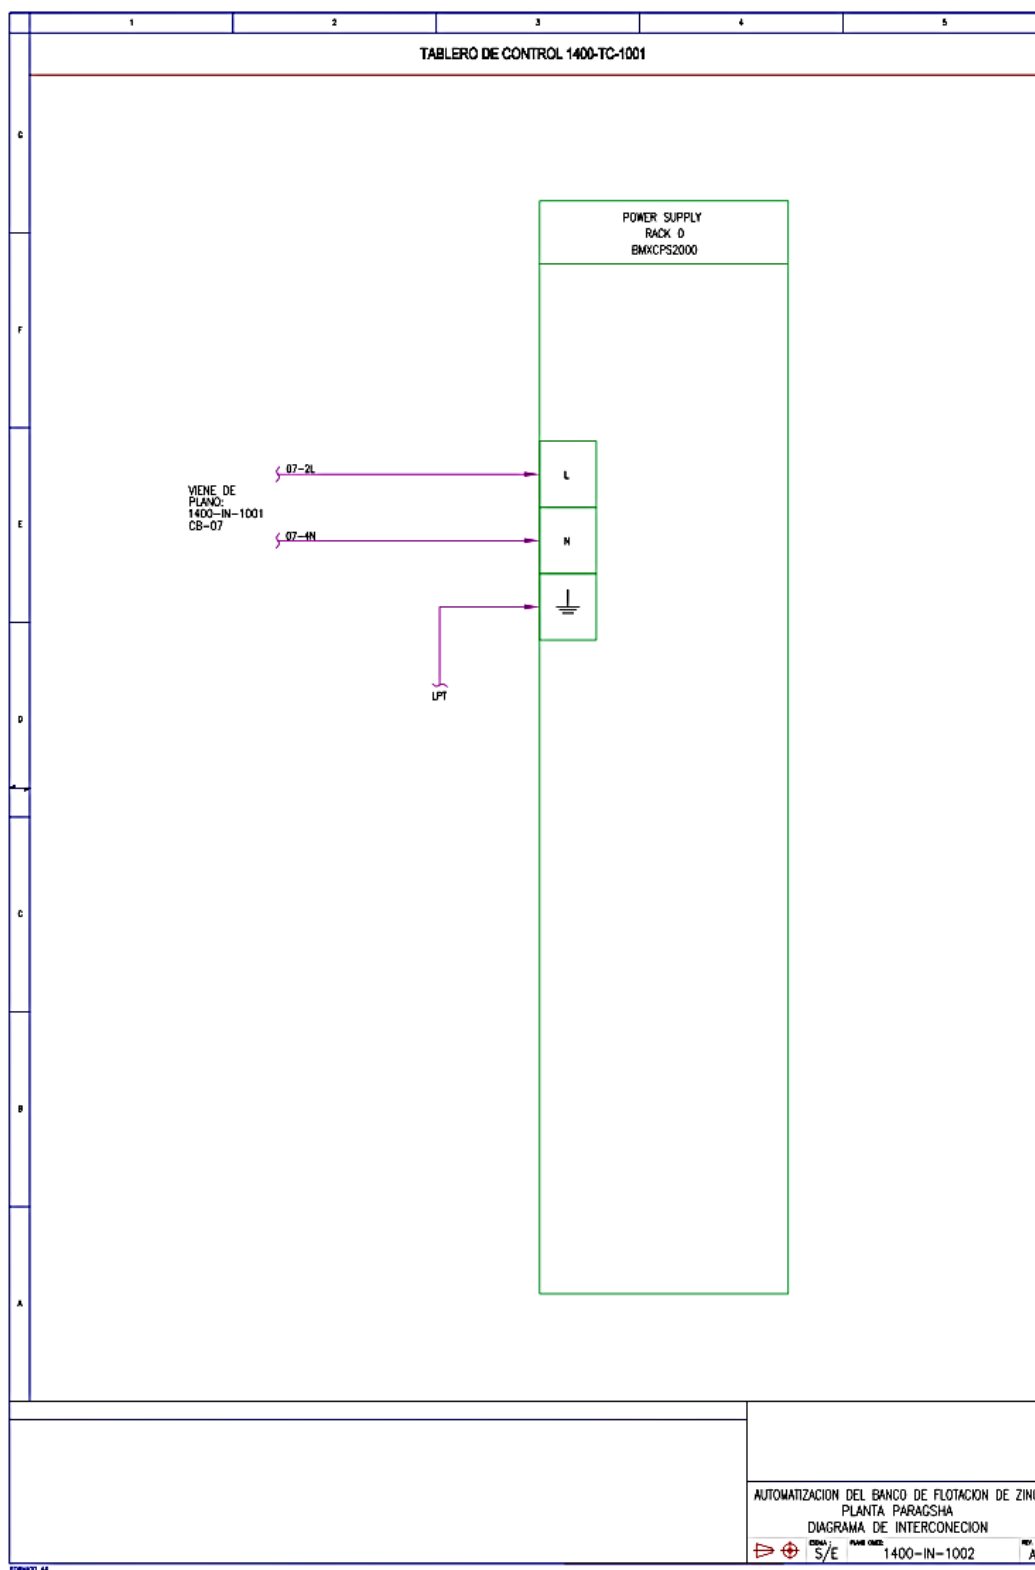 1 2 3 4 5
TABLERO DE CONTROL 1400-TC-1001
G
POWER SUPPLY
RACK 0
BMXCPS2000
F
07-2L
L
VIENE DE
PLANO:
1400-IN-1001
CB-07
E
07-4N
N
LPT
D
C
B
A
AUTOMATIZACION DEL BANCO DE FLOTACION DE ZINC
PLANTA PARAGSHA
DIAGRAMA DE INTERCONECION
S/E
1400-IN-1002
REV.
A